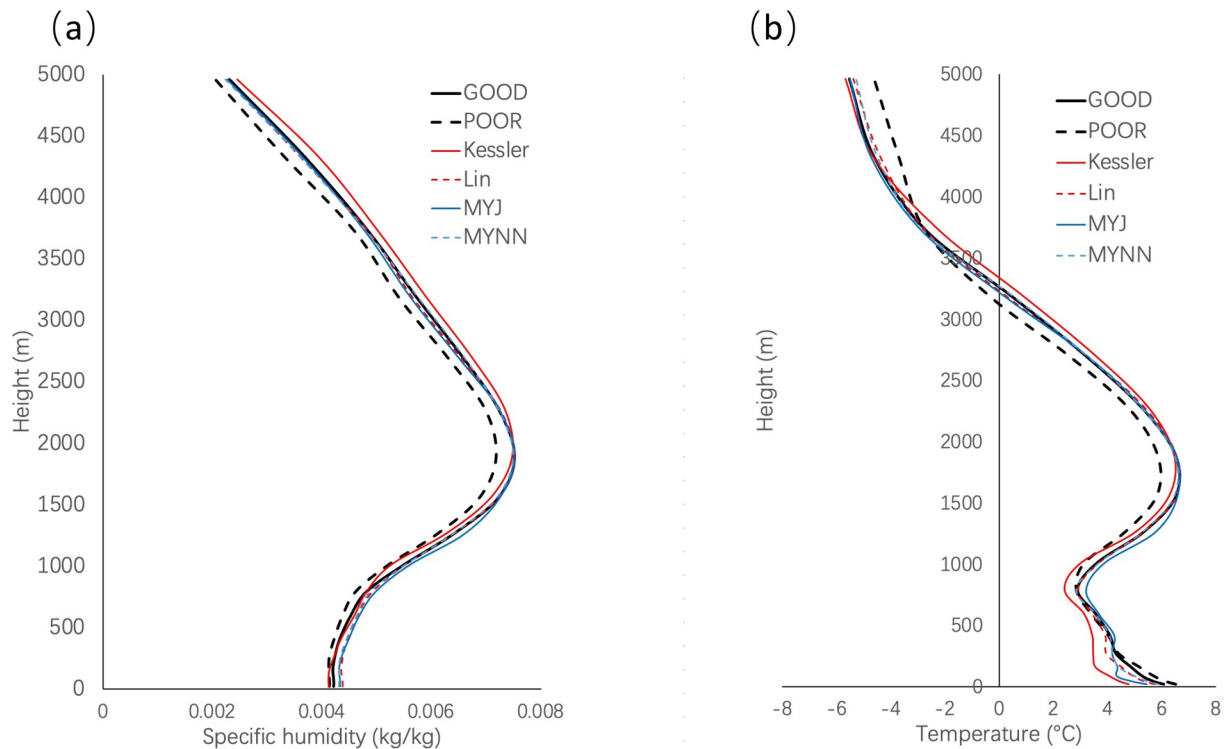 (a)
5000
4500
4000
3500
3000
2500
2000
1500
1000
500
0
Height (m)
GOOD
POOR
Kessler
Lin
MYJ
MYNN
0 0.002 0.004 0.006 0.008
Specific humidity (kg/kg)
(b)
5000
4500
4000
3500
3000
2500
2000
1500
1000
500
0
Height (m)
GOOD
POOR
Kessler
Lin
MYJ
MYNN
-8 -6 -4 -2 0 2 4 6 8
Temperature (°C)